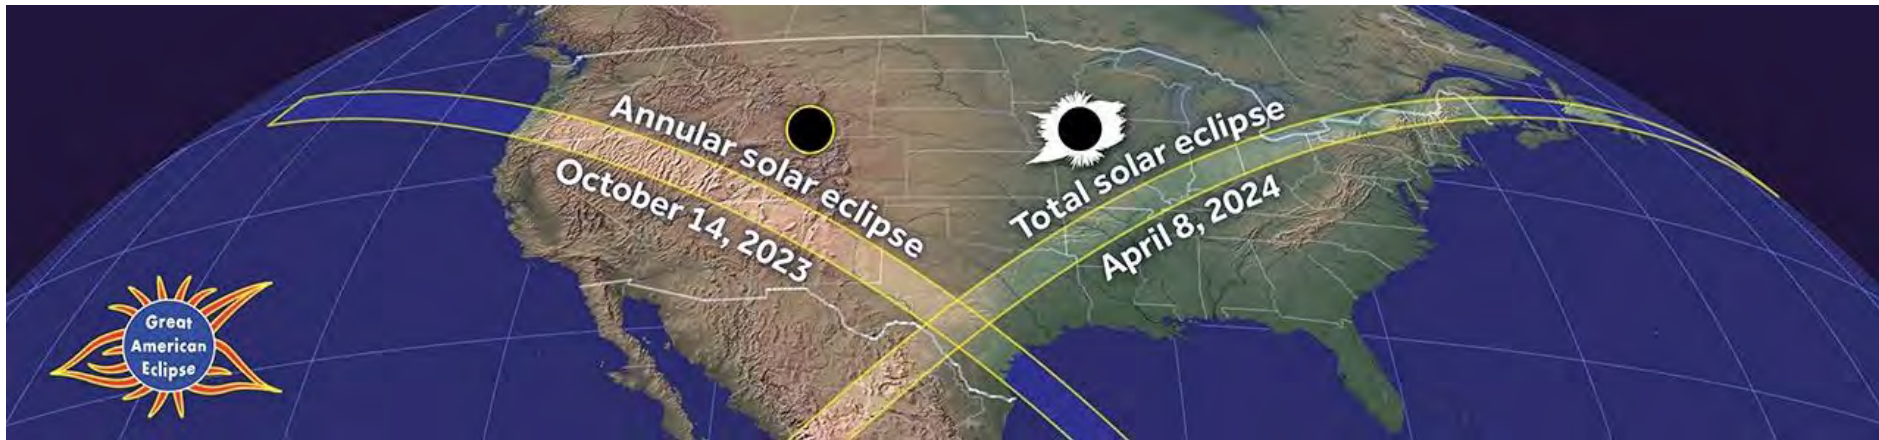 Annular solar eclipse
October 14, 2023
Total solar eclipse
April 8, 2024
Great
American
Eclipse